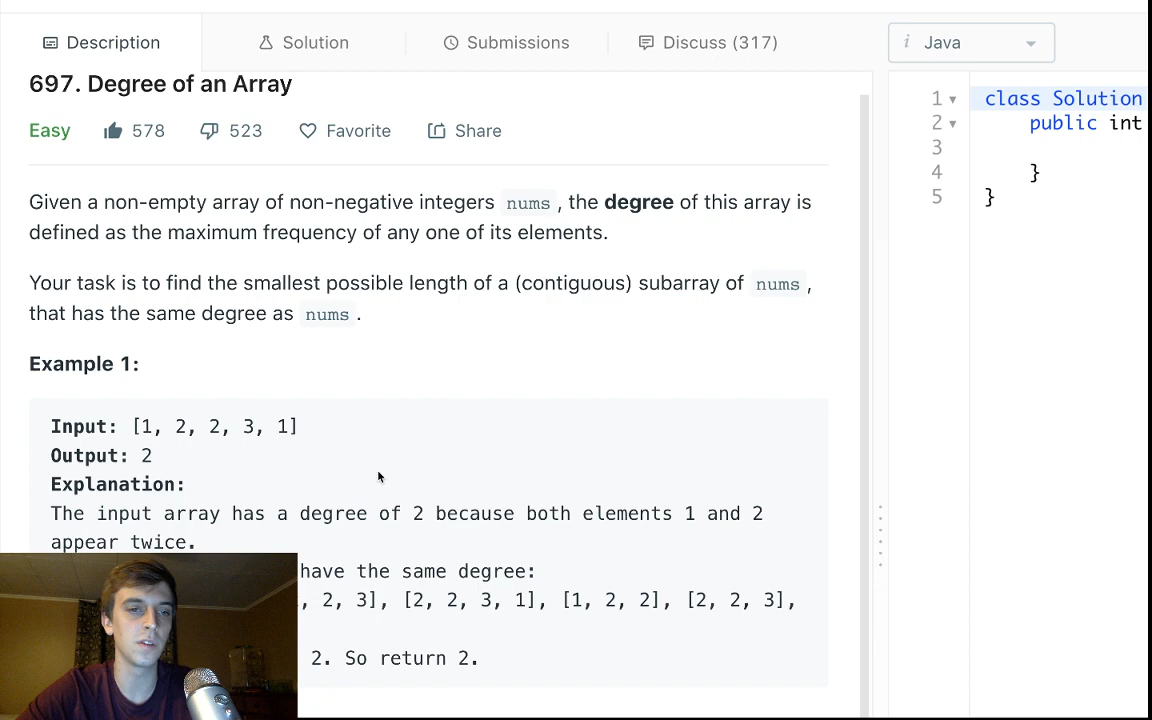 Description
Solution
Submissions
Discuss (317)
i Java
697. Degree of an Array
Easy 578 523 Favorite Share
Given a non-empty array of non-negative integers nums , the degree of this array is
defined as the maximum frequency of any one of its elements.
Your task is to find the smallest possible length of a (contiguous) subarray of nums ,
that has the same degree as nums .
Example 1:
Input: [1, 2, 2, 3, 1]
Output: 2
Explanation:
The input array has a degree of 2 because both elements 1 and 2
appear twice.
have the same degree:
, 2, 3], [2, 2, 3, 1], [1, 2, 2], [2, 2, 3],
2. So return 2.
1 class Solution
2 public int
3
4 }
5 }